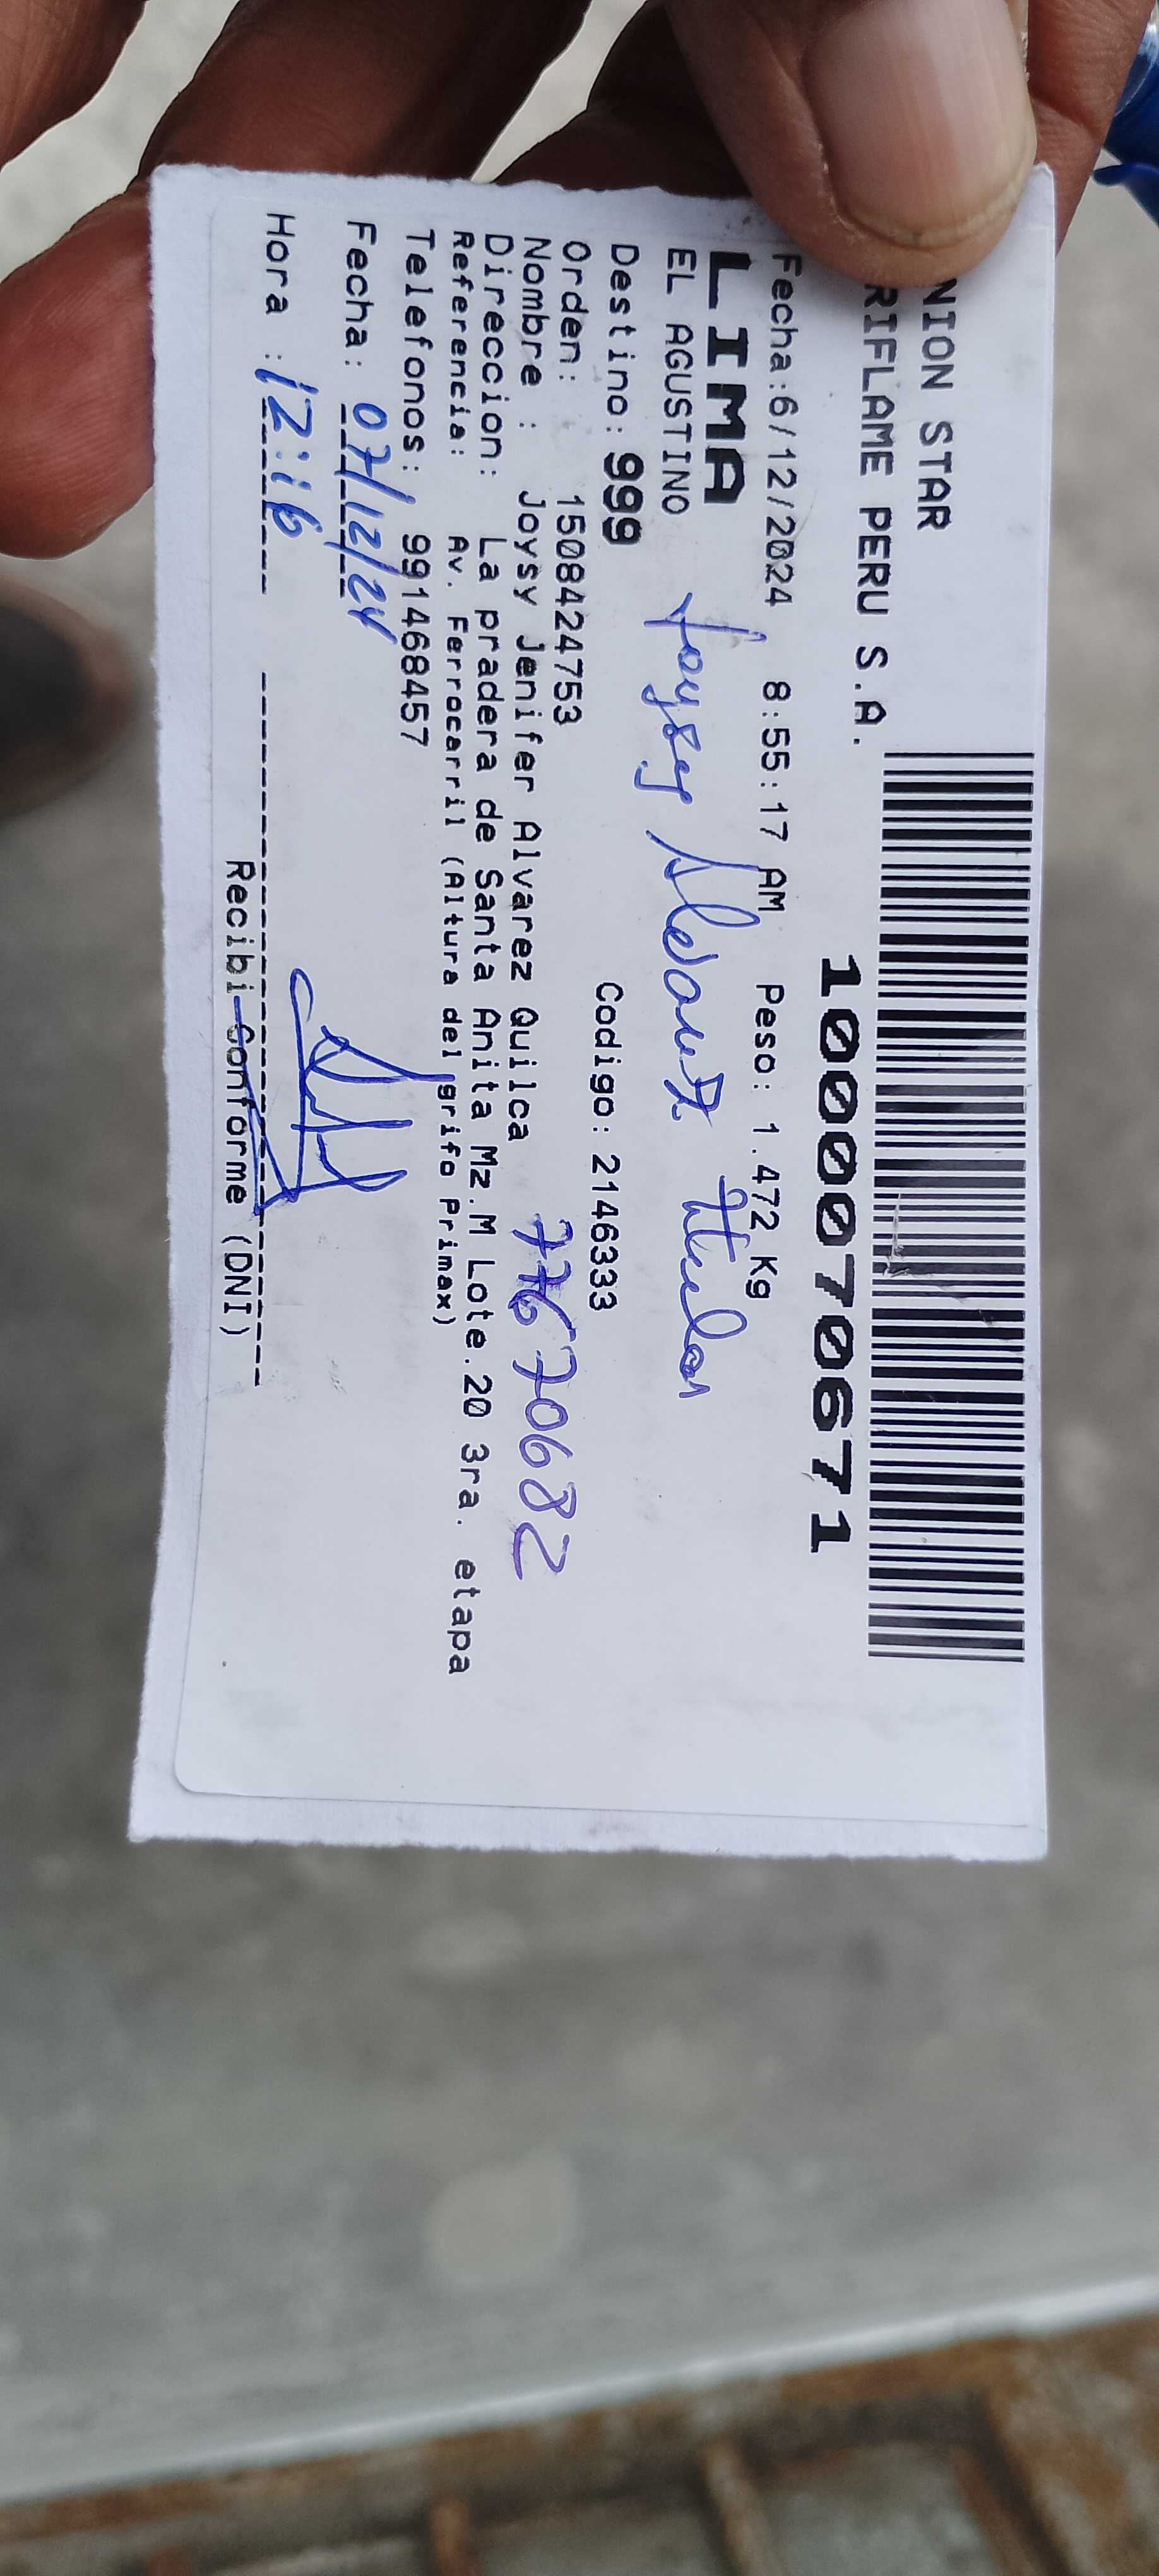 NION STAR
RIFLAME PERU S.A.
1000070671
Fecha:6/12/2024 8:55:17 AM Peso: 1.472 Kg
LIMA
EL AGUSTINO
Joysy Titular
Destino: 999 Codigo: 2146333
Orden: 1508424753
Nombre : Joysy Jenifer Alvarez Quilca 77670682
Direccion: La pradera de Santa Anita Mz.M Lote.20 3ra. etapa
Referencia: Av. Ferrocarril (Altura del grifo Primax)
Telefonos: 991468457
Fecha: 07/12/24
Hora : 12:16
Recibi Conforme (DNI)